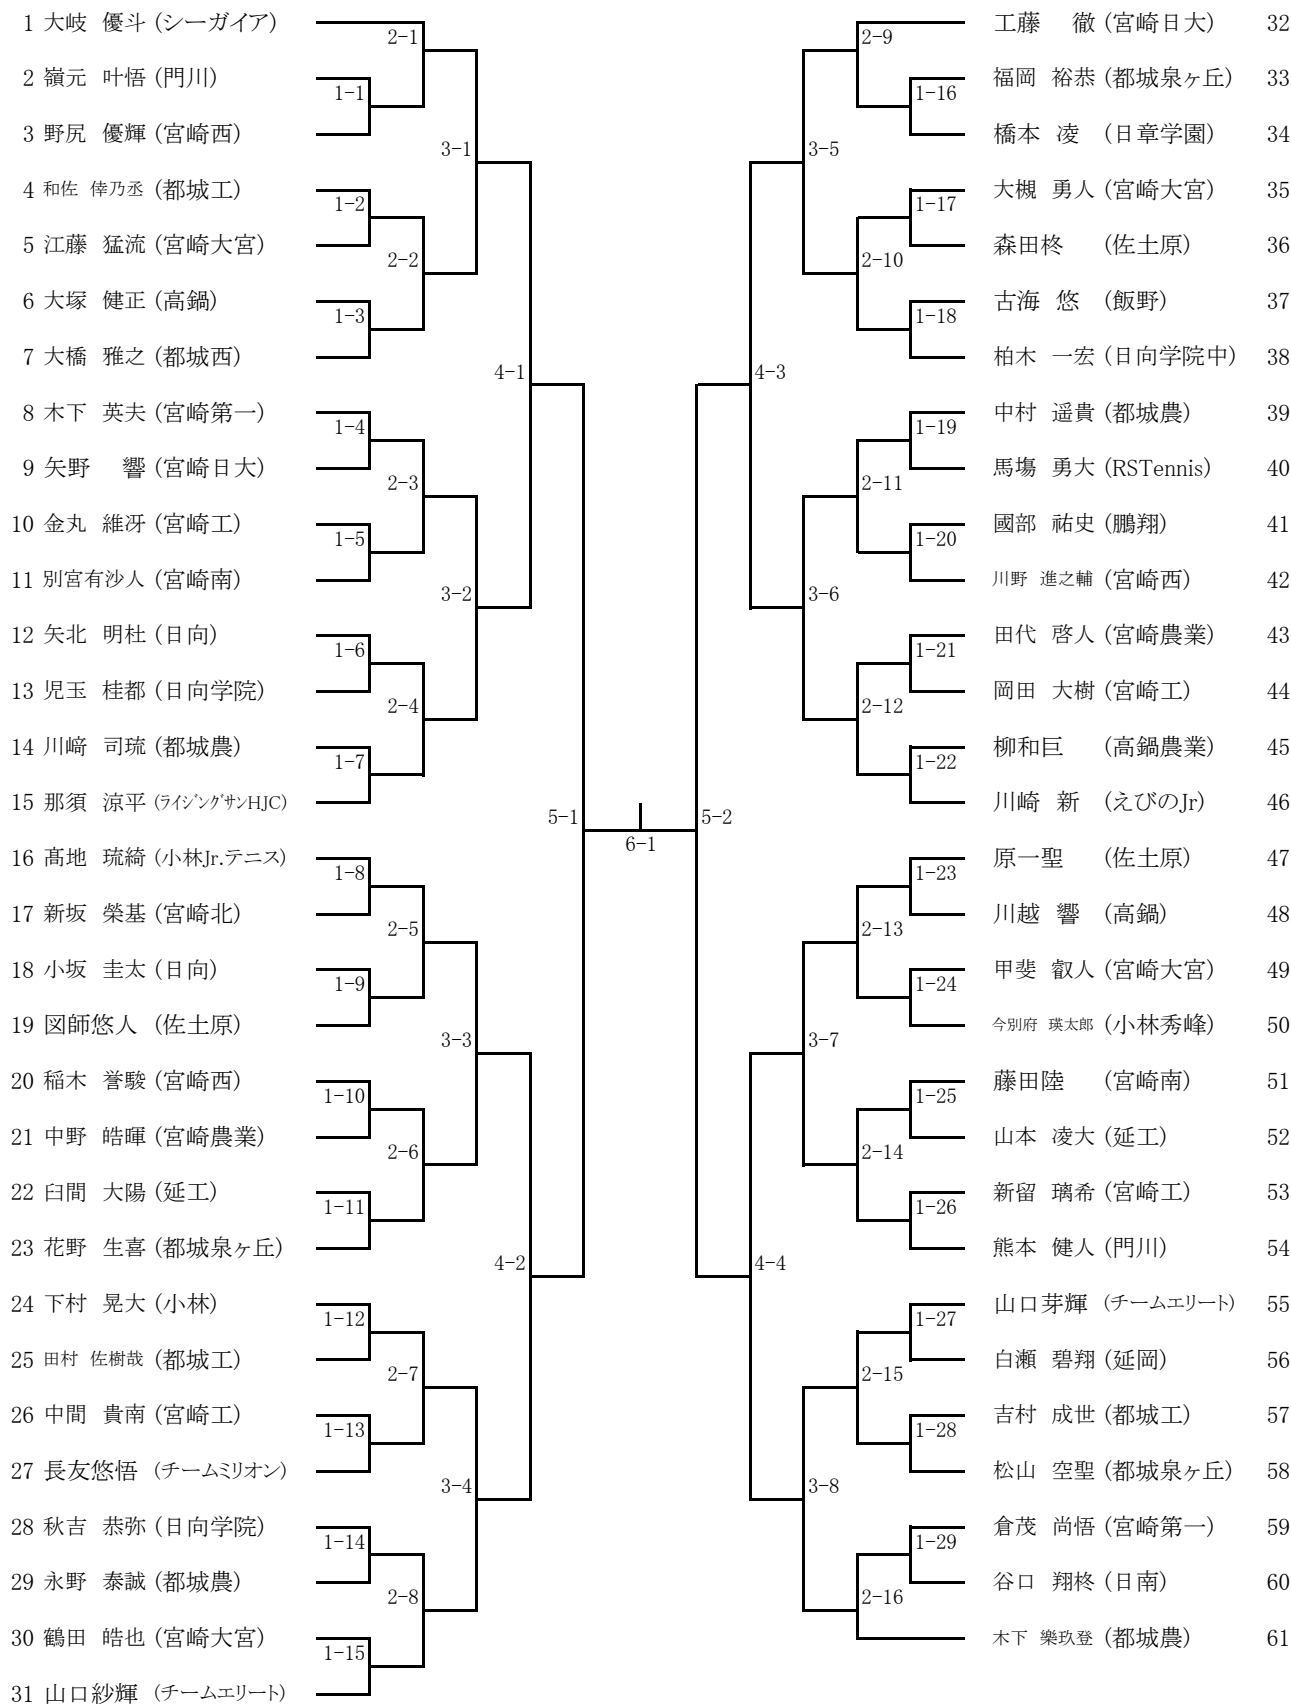 1 大岐 優斗 (シーガイア)
2 嶺元 叶悟 (門川)
3 野尻 優輝 (宮崎西)
4 和佐 倖乃丞 (都城工)
5 江藤 猛流 (宮崎大宮)
6 大塚 健正 (高鍋)
7 大橋 雅之 (都城西)
8 木下 英夫 (宮崎第一)
9 矢野 響 (宮崎日大)
10 金丸 維冴 (宮崎工)
11 別宮有沙人 (宮崎南)
12 矢北 明杜 (日向)
13 児玉 桂都 (日向学院)
14 川﨑 司琉 (都城農)
15 那須 涼平 (ライジングサンHJC)
16 髙地 琉綺 (小林Jr.テニス)
17 新坂 榮基 (宮崎北)
18 小坂 圭太 (日向)
19 図師悠人 (佐土原)
20 稲木 誉駿 (宮崎西)
21 中野 皓暉 (宮崎農業)
22 臼間 大陽 (延工)
23 花野 生喜 (都城泉ヶ丘)
24 下村 晃大 (小林)
25 田村 佐樹哉 (都城工)
26 中間 貴南 (宮崎工)
27 長友悠悟 (チームミリオン)
28 秋吉 恭弥 (日向学院)
29 永野 泰誠 (都城農)
30 鶴田 皓也 (宮崎大宮)
31 山口紗輝 (チームエリート)
1-1
1-2
1-3
1-4
1-5
1-6
1-7
1-8
1-9
1-10
1-11
1-12
1-13
1-14
1-15
2-1
2-2
2-3
2-4
2-5
2-6
2-7
2-8
3-1
3-2
3-3
3-4
4-1
4-2
5-1
6-1
5-2
4-3
4-4
3-5
3-6
3-7
3-8
2-9
2-10
2-11
2-12
2-13
2-14
2-15
2-16
1-16
1-17
1-18
1-19
1-20
1-21
1-22
1-23
1-24
1-25
1-26
1-27
1-28
1-29
工藤 徹 (宮崎日大) 32
福岡 裕恭 (都城泉ヶ丘) 33
橋本 凌 (日章学園) 34
大槻 勇人 (宮崎大宮) 35
森田柊 (佐土原) 36
古海 悠 (飯野) 37
柏木 一宏 (日向学院中) 38
中村 遥貴 (都城農) 39
馬場 勇大 (RSTennis) 40
國部 祐史 (鵬翔) 41
川野 進之輔 (宮崎西) 42
田代 啓人 (宮崎農業) 43
岡田 大樹 (宮崎工) 44
柳和巨 (高鍋農業) 45
川崎 新 (えびのJr) 46
原一聖 (佐土原) 47
川越 響 (高鍋) 48
甲斐 叡人 (宮崎大宮) 49
今別府 瑛太郎 (小林秀峰) 50
藤田陸 (宮崎南) 51
山本 凌大 (延工) 52
新留 璃希 (宮崎工) 53
熊本 健人 (門川) 54
山口芽輝 (チームエリート) 55
白瀬 碧翔 (延岡) 56
吉村 成世 (都城工) 57
松山 空聖 (都城泉ヶ丘) 58
倉茂 尚悟 (宮崎第一) 59
谷口 翔柊 (日南) 60
木下 樂玖登 (都城農) 61